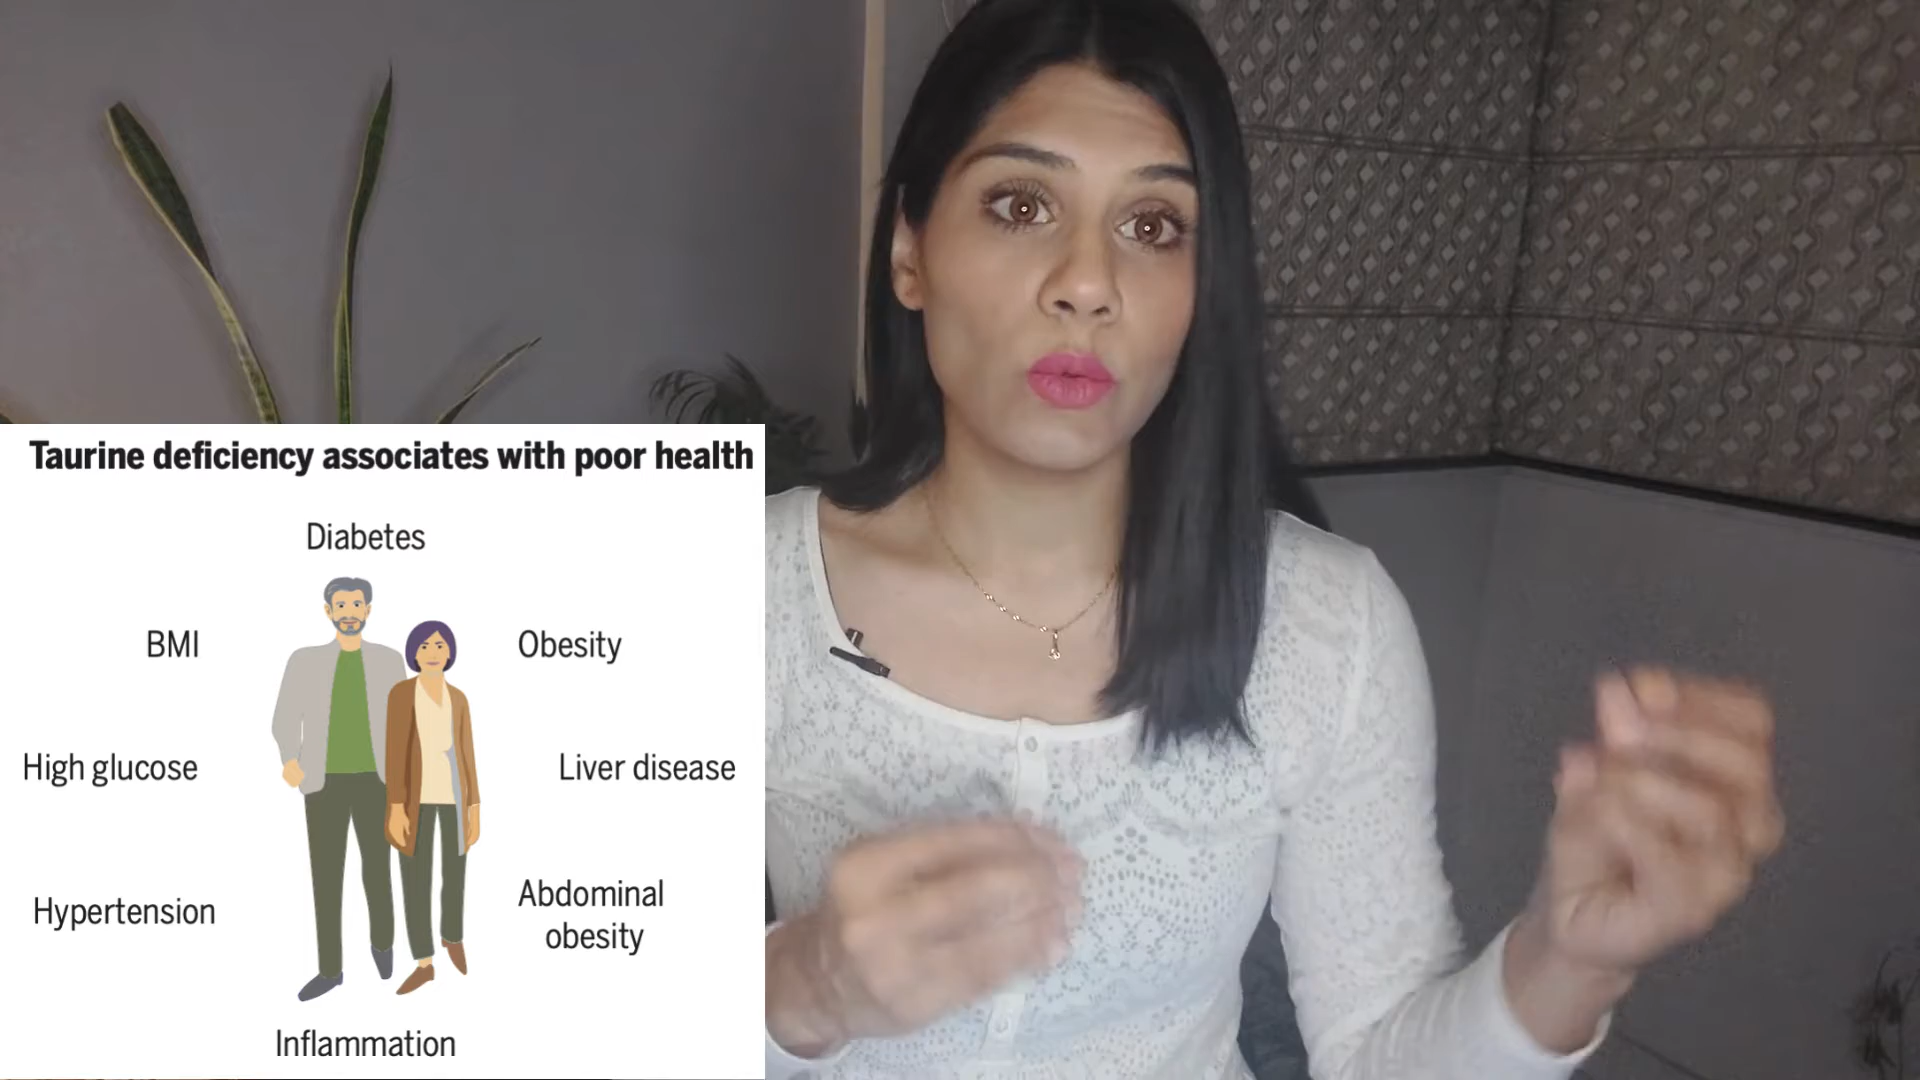 Taurine deficiency associates with poor health
Diabetes
BMI
Obesity
High glucose
Liver disease
Hypertension
Abdominal
obesity
Inflammation